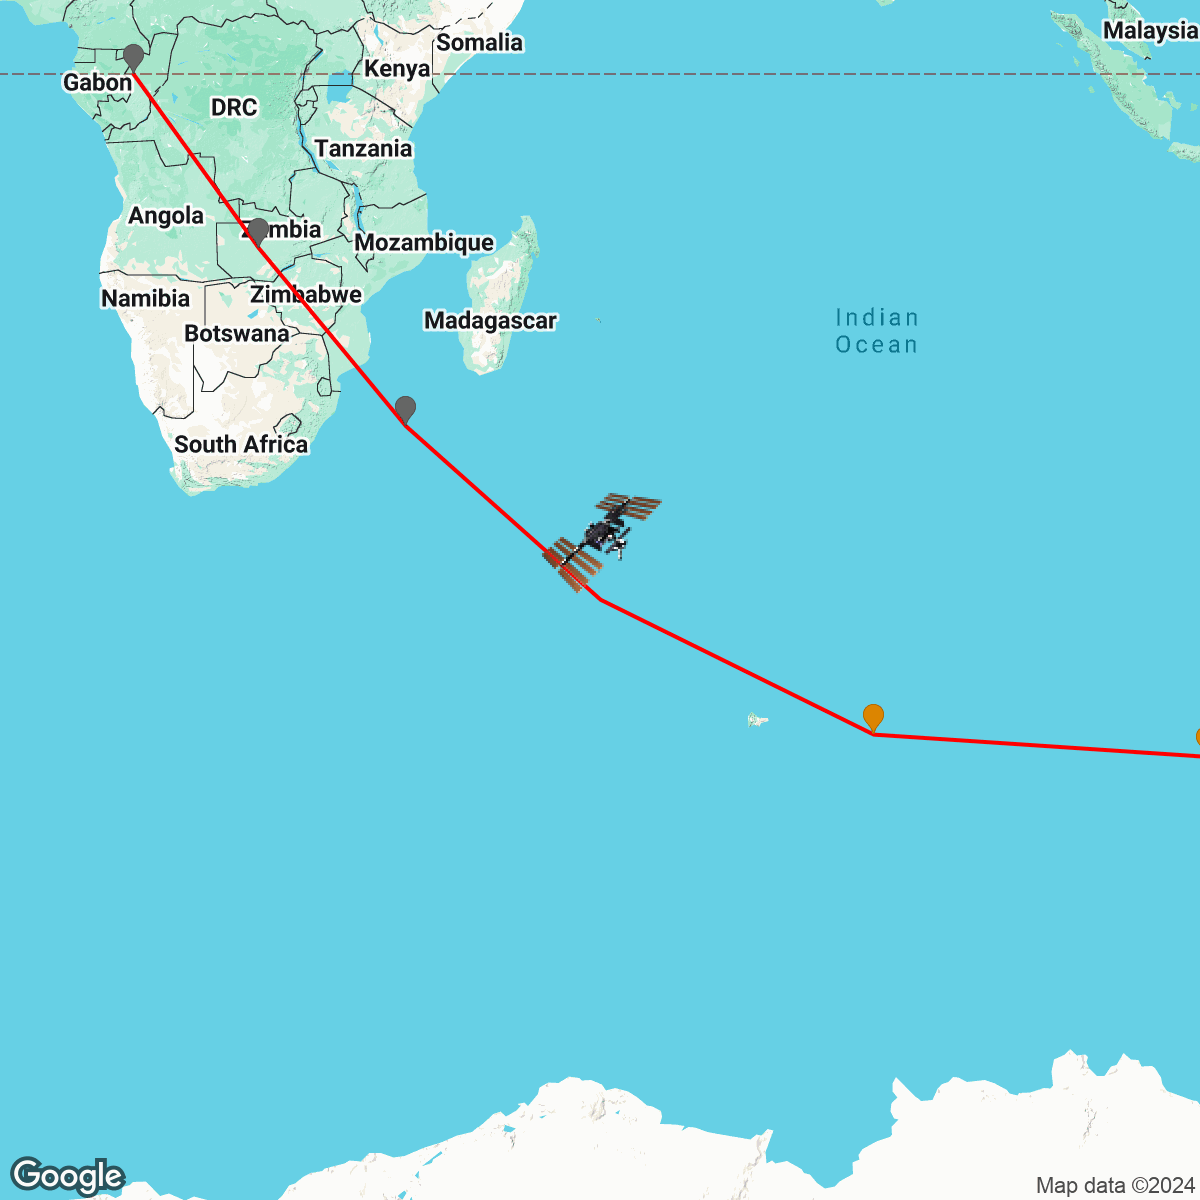 Somalia
Malaysia
Kenya
Gabon
DRC
Tanzania
Angola
Zambia
Mozambique
Namibia
Zimbabwe
Madagascar
Botswana
Indian
Ocean
South Africa
Google
Map data ©2024